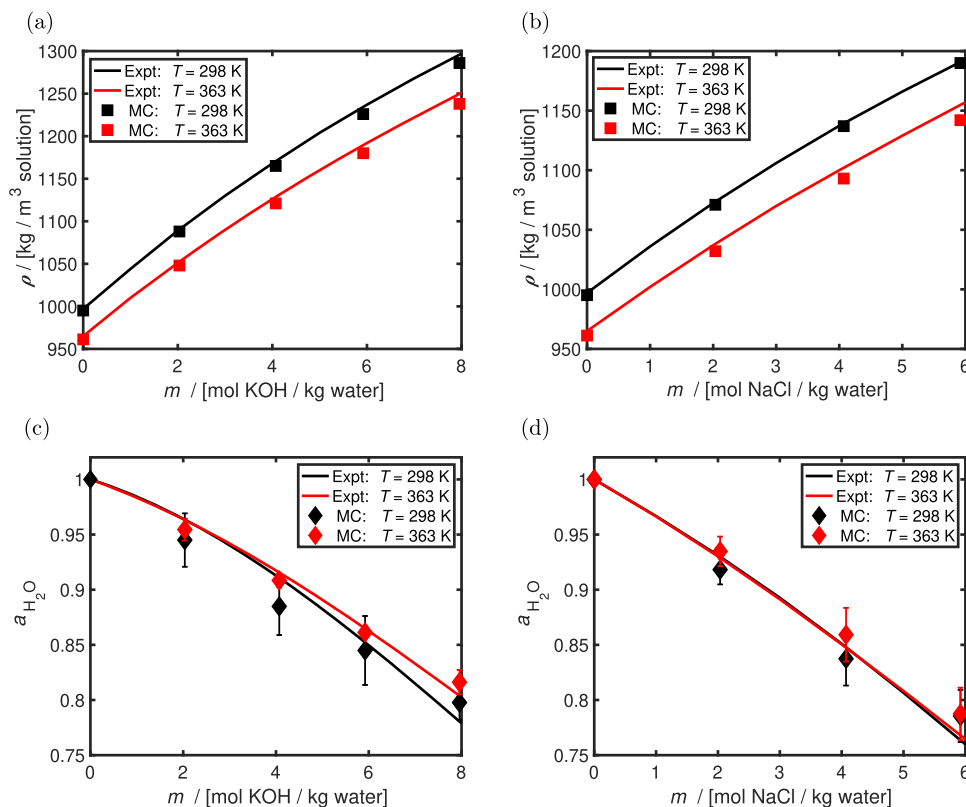 (a)
1300
1250
1200
1150
1100
1050
1000
950
ρ / [kg / m³ solution]
Expt: T = 298 K
Expt: T = 363 K
MC: T = 298 K
MC: T = 363 K
0 2 4 6 8
m / [mol KOH / kg water]
(b)
1200
1150
1100
1050
1000
950
ρ / [kg / m³ solution]
Expt: T = 298 K
Expt: T = 363 K
MC: T = 298 K
MC: T = 363 K
0 1 2 3 4 5 6
m / [mol NaCl / kg water]
(c)
1
0.95
0.9
0.85
0.8
0.75
a H₂O
Expt: T = 298 K
Expt: T = 363 K
MC: T = 298 K
MC: T = 363 K
0 2 4 6 8
m / [mol KOH / kg water]
(d)
1
0.95
0.9
0.85
0.8
0.75
a H₂O
Expt: T = 298 K
Expt: T = 363 K
MC: T = 298 K
MC: T = 363 K
0 1 2 3 4 5 6
m / [mol NaCl / kg water]